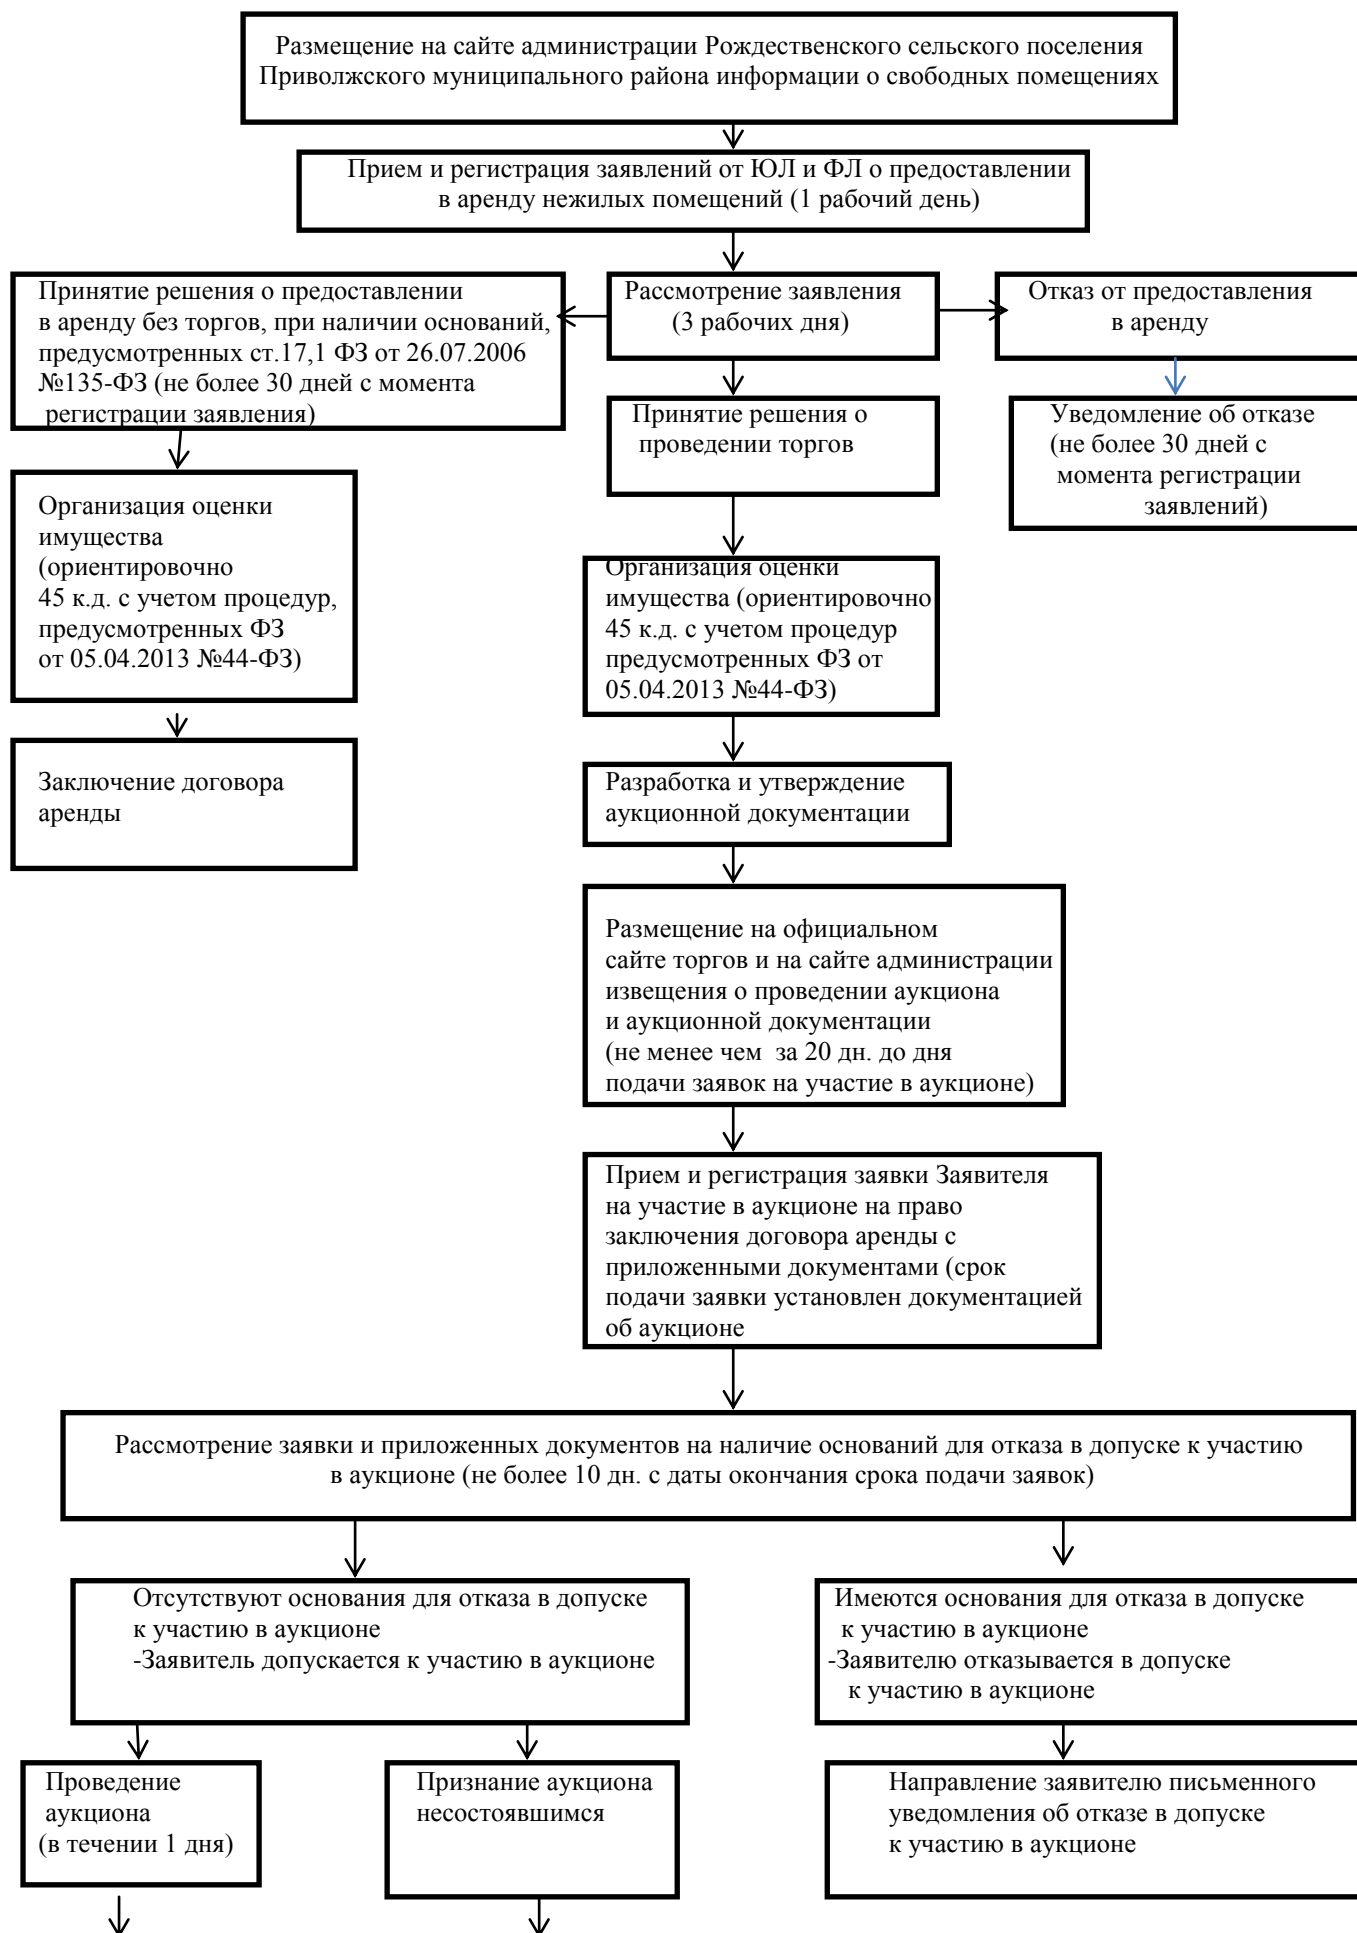 Размещение на сайте администрации Рождественского сельского поселения
Приволжского муниципального района информации о свободных помещениях
Прием и регистрация заявлений от ЮЛ и ФЛ о предоставлении
в аренду нежилых помещений (1 рабочий день)
Принятие решения о предоставлении
в аренду без торгов, при наличии оснований,
предусмотренных ст.17,1 ФЗ от 26.07.2006
№135-ФЗ (не более 30 дней с момента
регистрации заявления)
Рассмотрение заявления
(3 рабочих дня)
Отказ от предоставления
в аренду
Принятие решения о
проведении торгов
Уведомление об отказе
(не более 30 дней с
момента регистрации
заявлений)
Организация оценки
имущества
(ориентировочно
45 к.д. с учетом процедур,
предусмотренных ФЗ
от 05.04.2013 №44-ФЗ)
Организация оценки
имущества (ориентировочно
45 к.д. с учетом процедур
предусмотренных ФЗ от
05.04.2013 №44-ФЗ)
Заключение договора
аренды
Разработка и утверждение
аукционной документации
Размещение на официальном
сайте торгов и на сайте администрации
извещения о проведении аукциона
и аукционной документации
(не менее чем за 20 дн. до дня
подачи заявок на участие в аукционе)
Прием и регистрация заявки Заявителя
на участие в аукционе на право
заключения договора аренды с
приложенными документами (срок
подачи заявки установлен документацией
об аукционе
Рассмотрение заявки и приложенных документов на наличие оснований для отказа в допуске к участию
в аукционе (не более 10 дн. с даты окончания срока подачи заявок)
Отсутствуют основания для отказа в допуске
к участию в аукционе
-Заявитель допускается к участию в аукционе
Имеются основания для отказа в допуске
к участию в аукционе
-Заявителю отказывается в допуске
к участию в аукционе
Проведение
аукциона
(в течении 1 дня)
Признание аукциона
несостоявшимся
Направление заявителю письменного
уведомления об отказе в допуске
к участию в аукционе